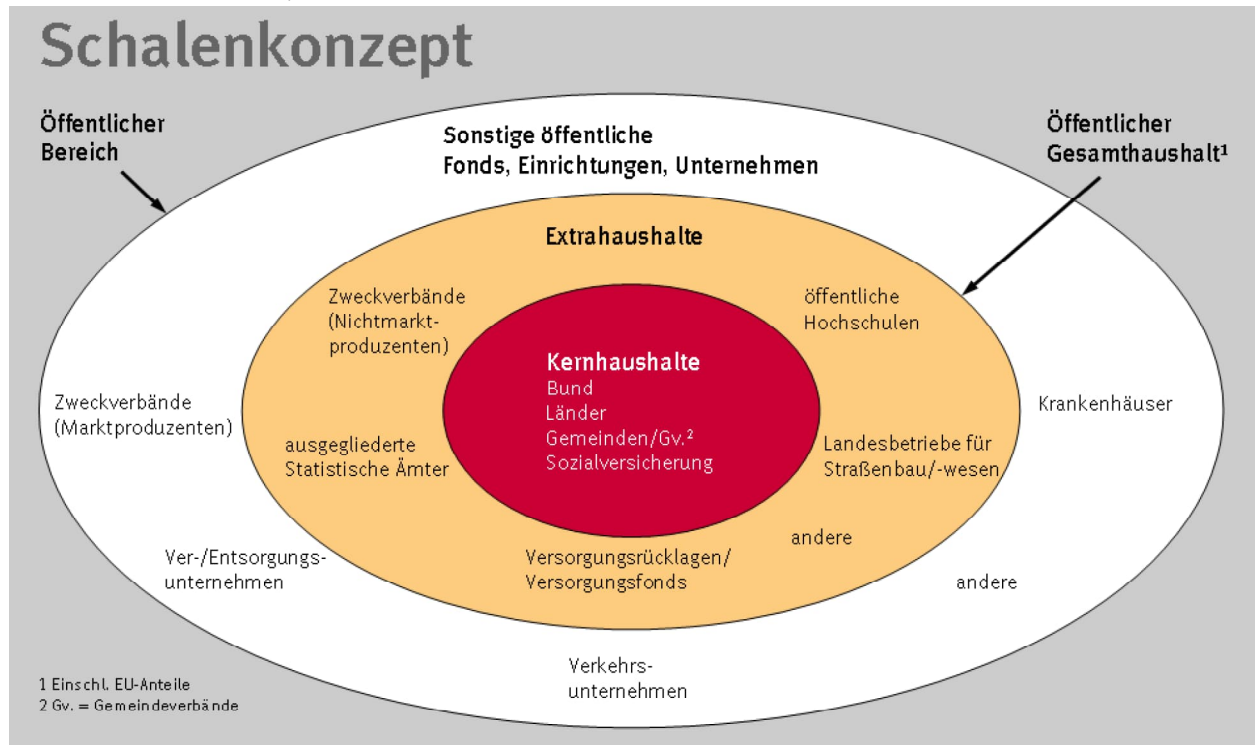 Schalenkonzept
Öffentlicher
Bereich
Sonstige öffentliche
Fonds, Einrichtungen, Unternehmen
Öffentlicher
Gesamthaushalt¹
Extrahaushalte
Zweckverbände
(Nichtmarkt-
produzenten)
öffentliche
Hochschulen
Kernhaushalte
Bund
Länder
Gemeinden/Gv.²
Sozialversicherung
Zweckverbände
(Marktproduzenten)
Krankenhäuser
ausgegliederte
Statistische Ämter
Landesbetriebe für
Straßenbau/-wesen
andere
Ver-/Entsorgungs-
unternehmen
Versorgungsrücklagen/
Versorgungsfonds
andere
Verkehrs-
unternehmen
1 Einschl. EU-Anteile
2 Gv. = Gemeindeverbände